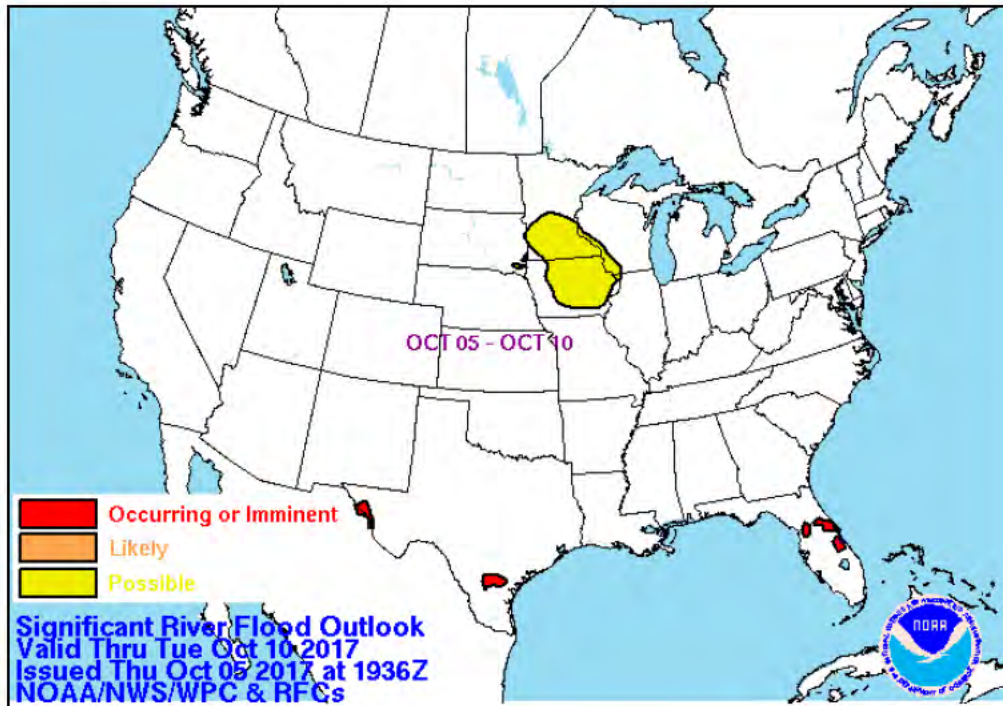 OCT 05 - OCT 10
Occurring or Imminent
Likely
Possible
Significant River Flood Outlook
Valid Thru Tue Oct 10 2017
Issued Thu Oct 05 2017 at 1936Z
NOAA/NWS/WPC & RFCs
NOAA